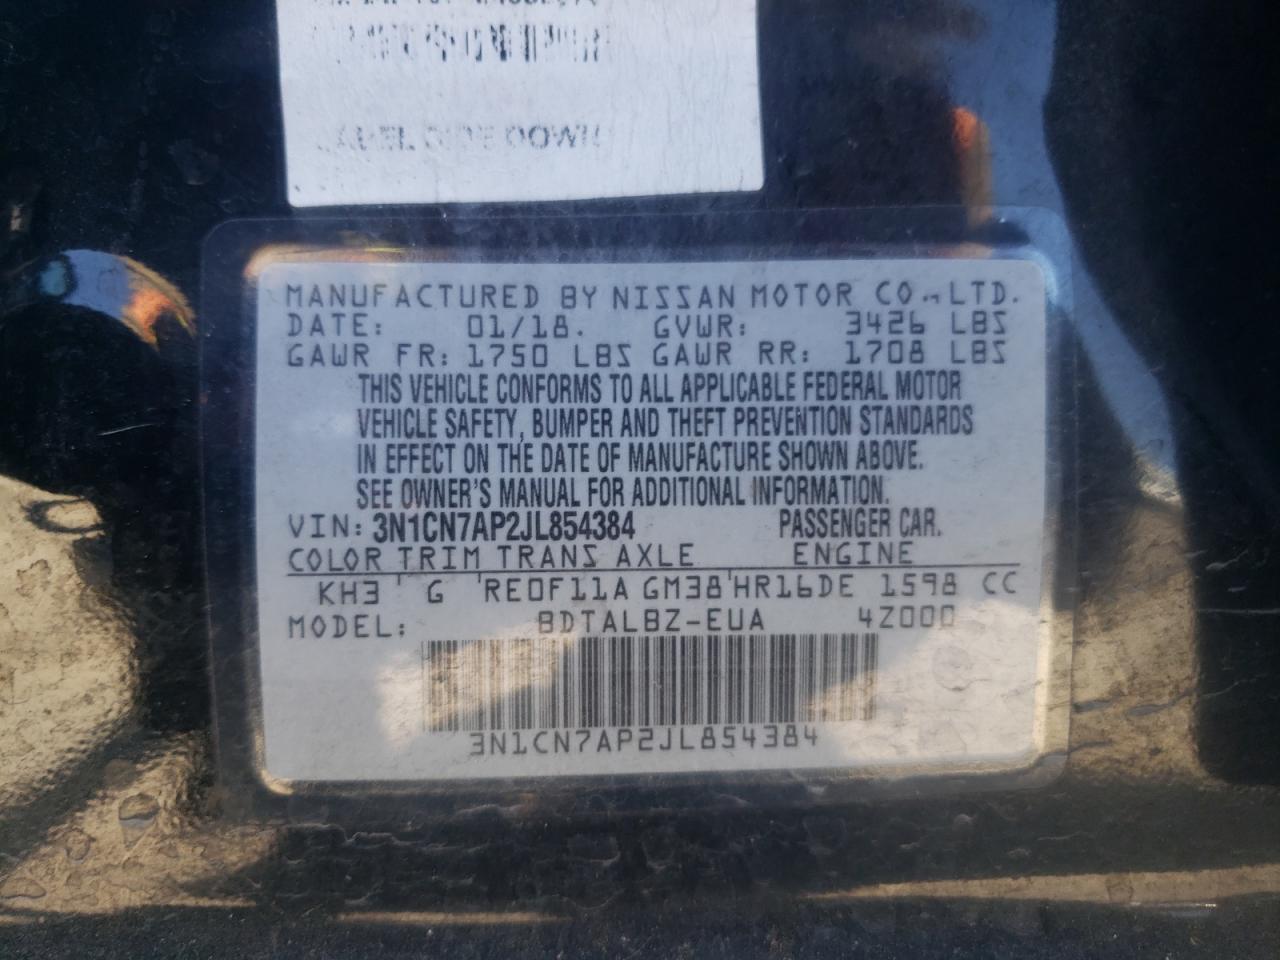 DOWN
MANUFACTURED BY NISSAN MOTOR CO., LTD.
DATE: 01/18. GVWR: 3426 LBS
GAWR FR: 1750 LBS GAWR RR: 1708 LBS
THIS VEHICLE CONFORMS TO ALL APPLICABLE FEDERAL MOTOR
VEHICLE SAFETY, BUMPER AND THEFT PREVENTION STANDARDS
IN EFFECT ON THE DATE OF MANUFACTURE SHOWN ABOVE.
SEE OWNER'S MANUAL FOR ADDITIONAL INFORMATION.
VIN: 3N1CN7AP2JL854384 PASSENGER CAR.
COLOR TRIM TRANS AXLE ENGINE
KH3 ' G 'RE0F11A GM38'HR16DE 1598 CC
MODEL: BDTALBZ-EUA 4Z000
3N1CN7AP2JL854384